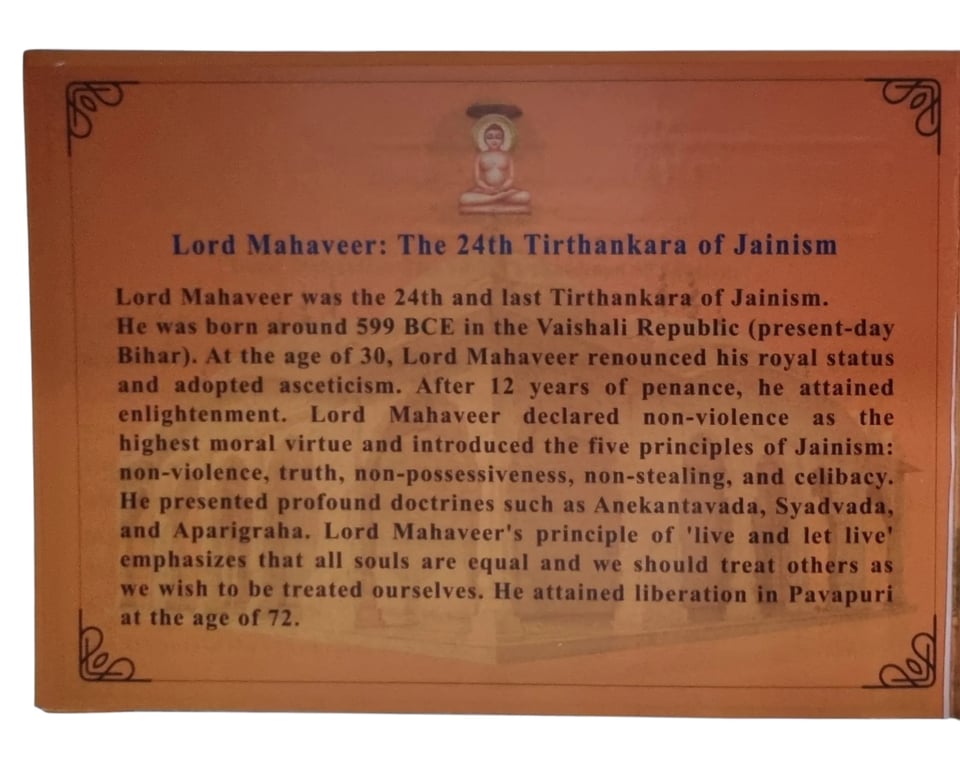 Lord Mahaveer: The 24th Tirthankara of Jainism
Lord Mahaveer was the 24th and last Tirthankara of Jainism.
He was born around 599 BCE in the Vaishali Republic (present-day
Bihar). At the age of 30, Lord Mahaveer renounced his royal status
and adopted asceticism. After 12 years of penance, he attained
enlightenment. Lord Mahaveer declared non-violence as the
highest moral virtue and introduced the five principles of Jainism:
non-violence, truth, non-possessiveness, non-stealing, and celibacy.
He presented profound doctrines such as Anekantavada, Syadvada,
and Aparigraha. Lord Mahaveer's principle of 'live and let live'
emphasizes that all souls are equal and we should treat others as
we wish to be treated ourselves. He attained liberation in Pavapuri
at the age of 72.